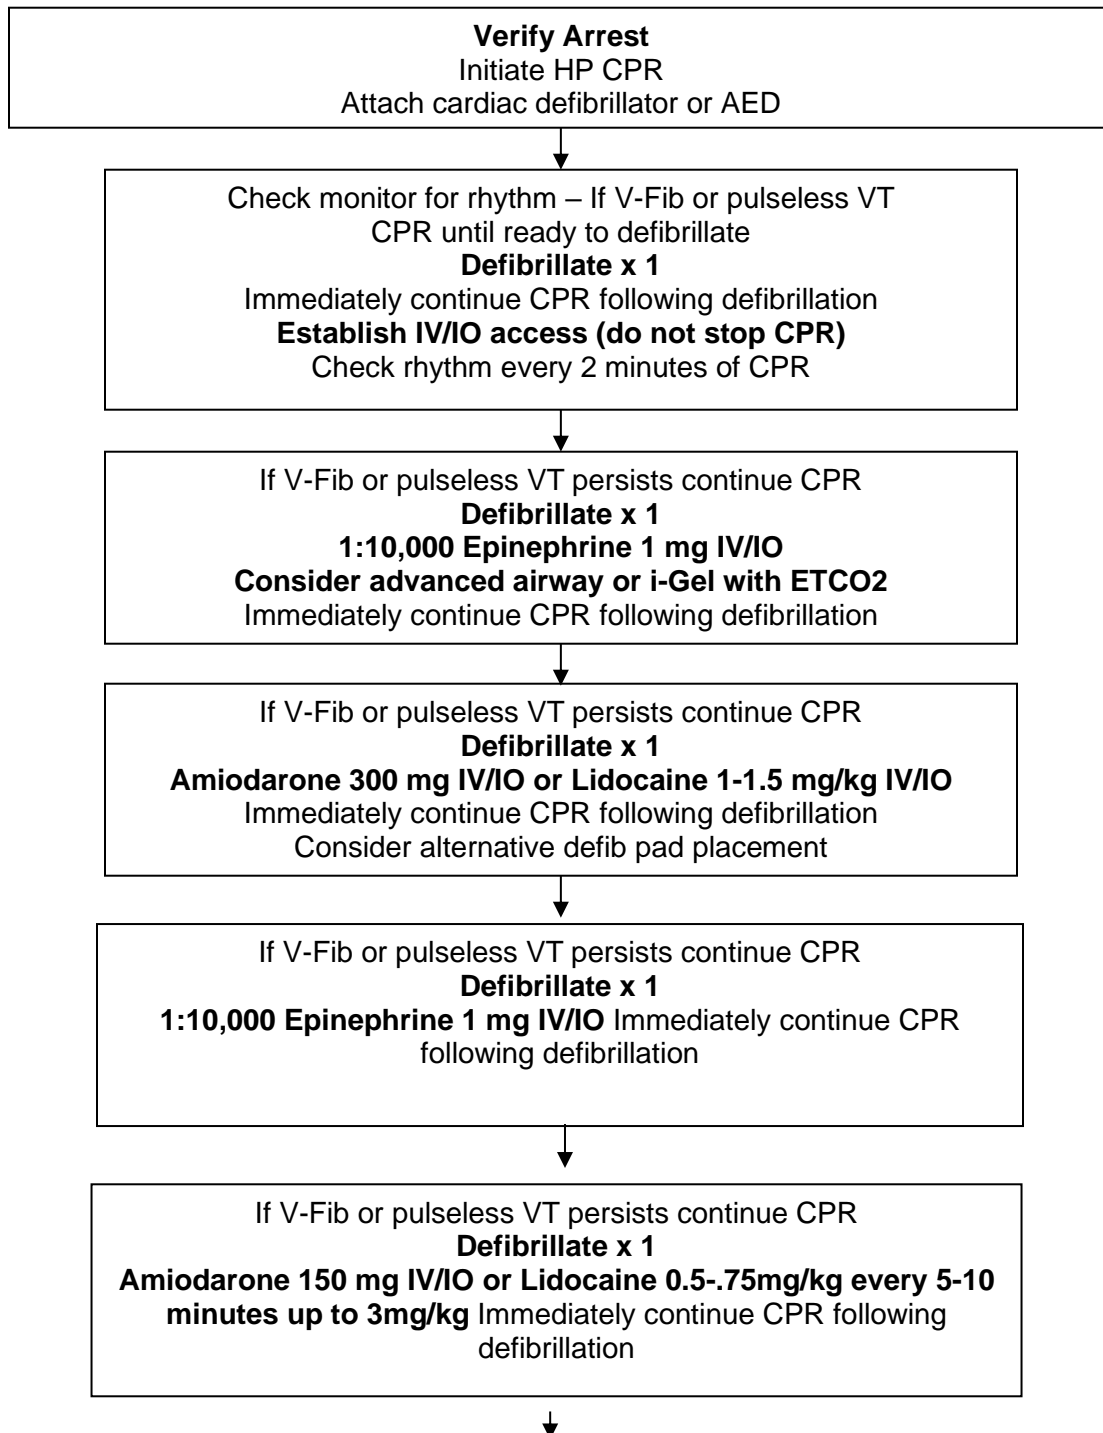 Verify Arrest
Initiate HP CPR
Attach cardiac defibrillator or AED
Check monitor for rhythm – If V-Fib or pulseless VT
CPR until ready to defibrillate
Defibrillate x 1
Immediately continue CPR following defibrillation
Establish IV/IO access (do not stop CPR)
Check rhythm every 2 minutes of CPR
If V-Fib or pulseless VT persists continue CPR
Defibrillate x 1
1:10,000 Epinephrine 1 mg IV/IO
Consider advanced airway or i-Gel with ETCO2
Immediately continue CPR following defibrillation
If V-Fib or pulseless VT persists continue CPR
Defibrillate x 1
Amiodarone 300 mg IV/IO or Lidocaine 1-1.5 mg/kg IV/IO
Immediately continue CPR following defibrillation
Consider alternative defib pad placement
If V-Fib or pulseless VT persists continue CPR
Defibrillate x 1
1:10,000 Epinephrine 1 mg IV/IO Immediately continue CPR
following defibrillation
If V-Fib or pulseless VT persists continue CPR
Defibrillate x 1
Amiodarone 150 mg IV/IO or Lidocaine 0.5-.75mg/kg every 5-10
minutes up to 3mg/kg Immediately continue CPR following
defibrillation